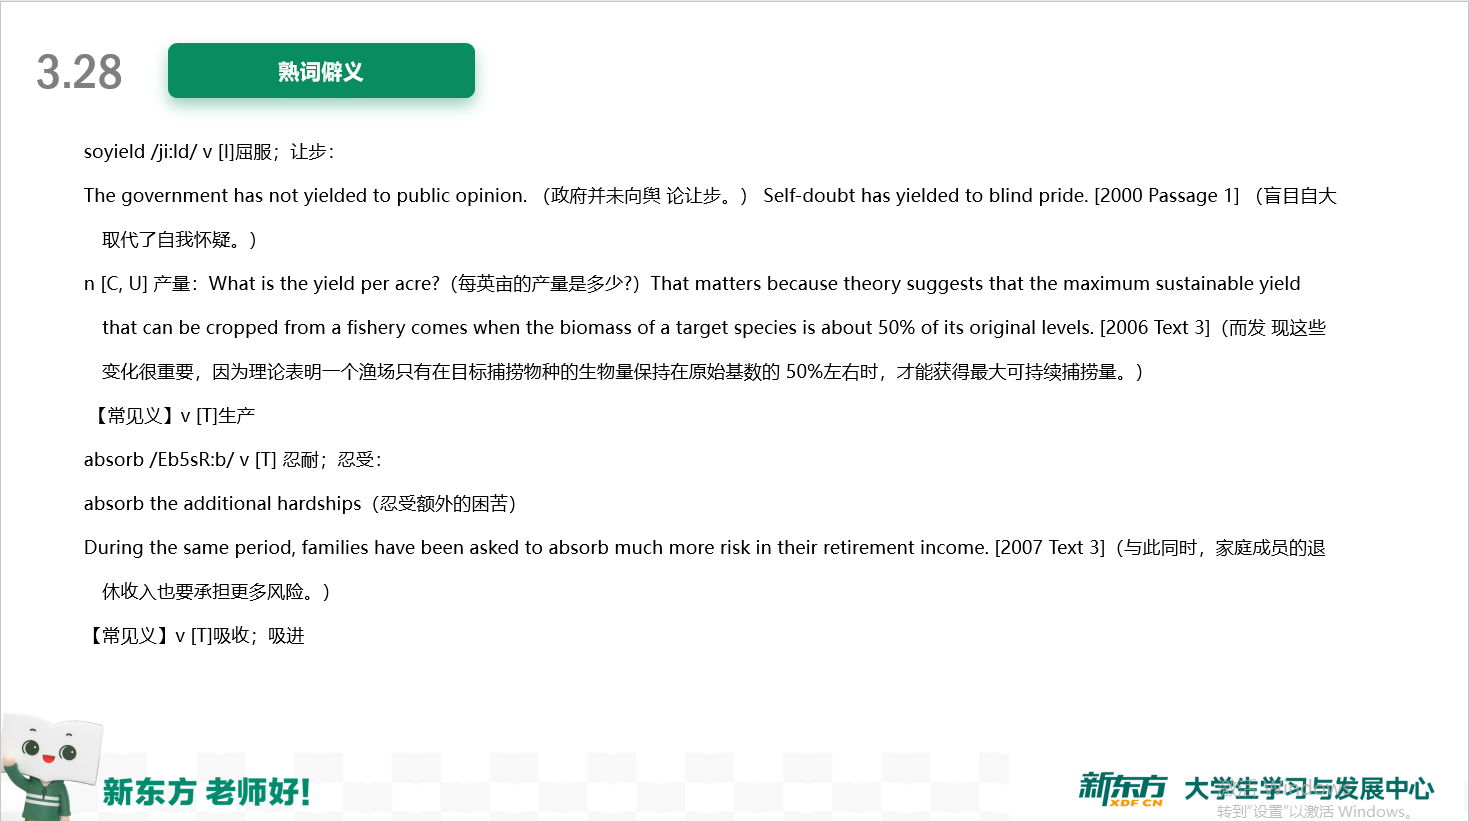 3.28
熟词僻义
soyield /ji:ld/ v [I]屈服；让步：
The government has not yielded to public opinion. （政府并未向舆 论让步。） Self-doubt has yielded to blind pride. [2000 Passage 1] （盲目自大
取代了自我怀疑。）
n [C, U] 产量：What is the yield per acre?（每英亩的产量是多少?）That matters because theory suggests that the maximum sustainable yield
that can be cropped from a fishery comes when the biomass of a target species is about 50% of its original levels. [2006 Text 3]（而发 现这些
变化很重要，因为理论表明一个渔场只有在目标捕捞物种的生物量保持在原始基数的 50%左右时，才能获得最大可持续捕捞量。）
【常见义】v [T]生产
absorb /Eb5sR:b/ v [T] 忍耐；忍受：
absorb the additional hardships（忍受额外的困苦）
During the same period, families have been asked to absorb much more risk in their retirement income. [2007 Text 3]（与此同时，家庭成员的退
休收入也要承担更多风险。）
【常见义】v [T]吸收；吸进
新东方 老师好!
新东方 XDF.CN 大学生学习与发展中心
激活 Windows
转到“设置”以激活 Windows。